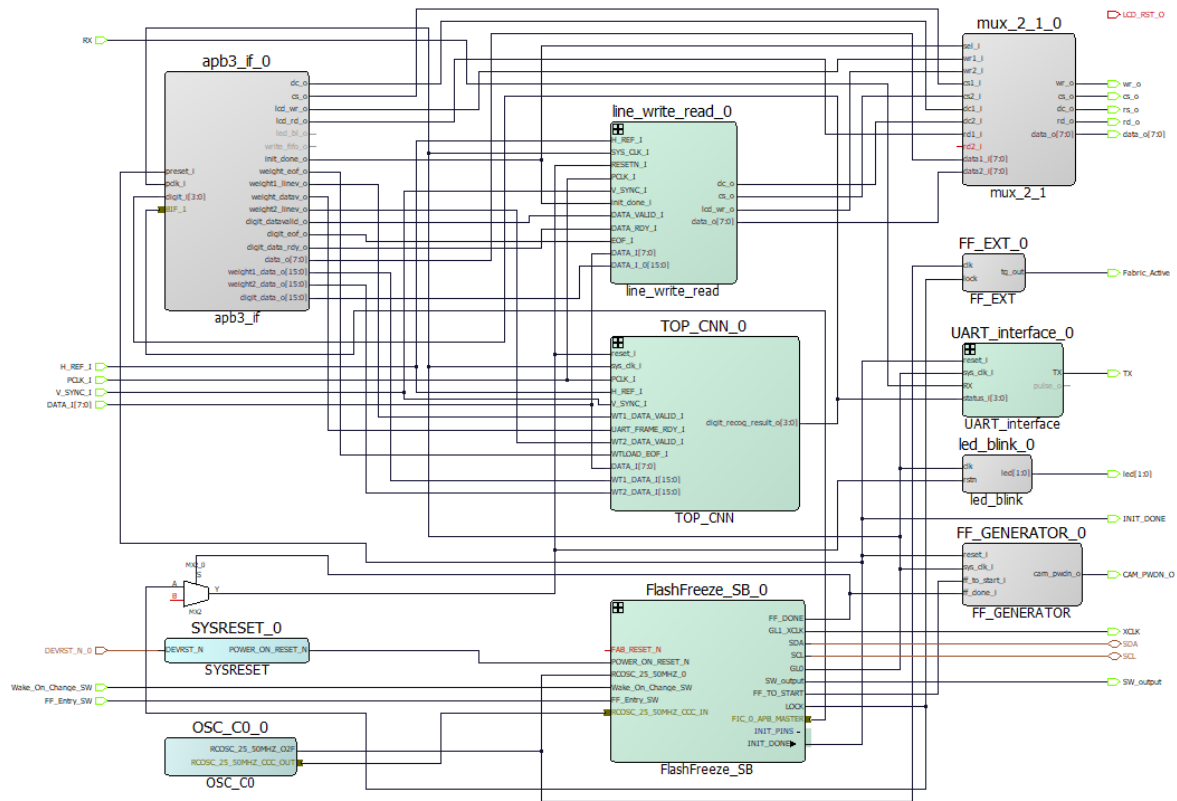 LCD_RST_O
mux_2_1_0
RX
sel_i
wr1_i
wr2_i
cs1_i
cs2_i
dc1_i
dc2_i
rd1_i
rd2_i
data1_i[7:0]
data2_i[7:0]
wr_o
cs_o
dc_o
rd_o
data_o[7:0]
mux_2_1
wr_o
cs_o
rs_o
rd_o
data_o[7:0]
apb3_if_0
preset_i
pclk_i
digit_i[3:0]
BIF_1
dc_o
cs_o
lcd_wr_o
lcd_rd_o
led_bl_o
write_fifo_o
init_done_o
weight_eof_o
weight1_linev_o
weight_datav_o
weight2_linev_o
digit_datavalid_o
digit_eof_o
digit_data_rdy_o
data_o[7:0]
weight1_data_o[15:0]
weight2_data_o[15:0]
digit_data_o[15:0]
apb3_if
line_write_read_0
H_REF_I
SYS_CLK_I
RESETN_I
PCLK_I
V_SYNC_I
init_done_i
DATA_VALID_I
DATA_RDY_I
EOF_I
DATA_I[7:0]
DATA_I_0[15:0]
dc_o
cs_o
lcd_wr_o
data_o[7:0]
line_write_read
FF_EXT_0
clk
lock
tq_out
FF_EXT
Fabric_Active
H_REF_I
PCLK_I
V_SYNC_I
DATA_I[7:0]
TOP_CNN_0
reset_i
sys_clk_i
PCLK_I
H_REF_I
V_SYNC_I
WT1_DATA_VALID_I
UART_FRAME_RDY_I
WT2_DATA_VALID_I
WTLOAD_EOF_I
DATA_I[7:0]
WT1_DATA_I[15:0]
WT2_DATA_I[15:0]
digit_recog_result_o[3:0]
TOP_CNN
UART_interface_0
reset_i
sys_clk_i
RX
status_i[3:0]
TX
pulse_o
UART_interface
TX
led_blink_0
clk
rstn
led[1:0]
led_blink
led[1:0]
INIT_DONE
FF_GENERATOR_0
reset_i
sys_clk_i
ff_to_start_i
ff_done_i
cam_pwdn_o
FF_GENERATOR
CAM_PWDN_O
MX2_0
S
A
B
Y
MX2
SYSRESET_0
DEVRST_N_0
DEVRST_N
POWER_ON_RESET_N
SYSRESET
Wake_On_Change_SW
FF_Entry_SW
OSC_C0_0
RCOSC_25_50MHZ_O2F
RCOSC_25_50MHZ_CCC_OUT
OSC_C0
FlashFreeze_SB_0
FAB_RESET_N
POWER_ON_RESET_N
RCOSC_25_50MHZ_0
Wake_On_Change_SW
FF_Entry_SW
RCOSC_25_50MHZ_CCC_IN
FF_DONE
GL1_XCLK
SDA
SCL
GL0
SW_output
FF_TO_START
LOCK
FIC_0_APB_MASTER
INIT_PINS
INIT_DONE
FlashFreeze_SB
XCLK
SDA
SCL
SW_output